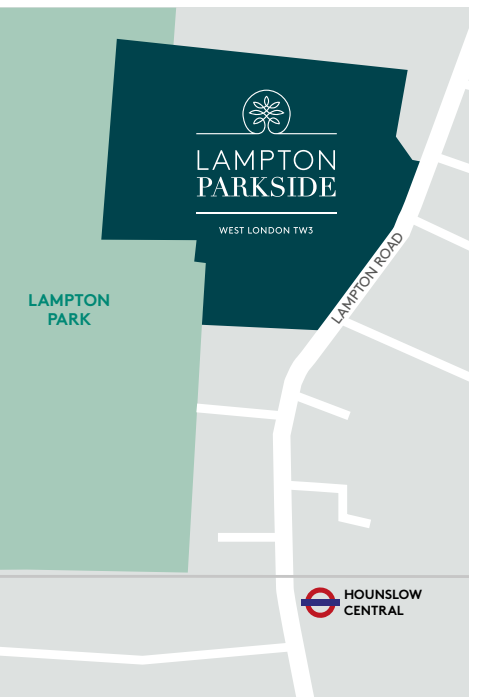 LAMPTON
PARKSIDE
WEST LONDON TW3
LAMPTON ROAD
LAMPTON
PARK
HOUNSLOW
CENTRAL